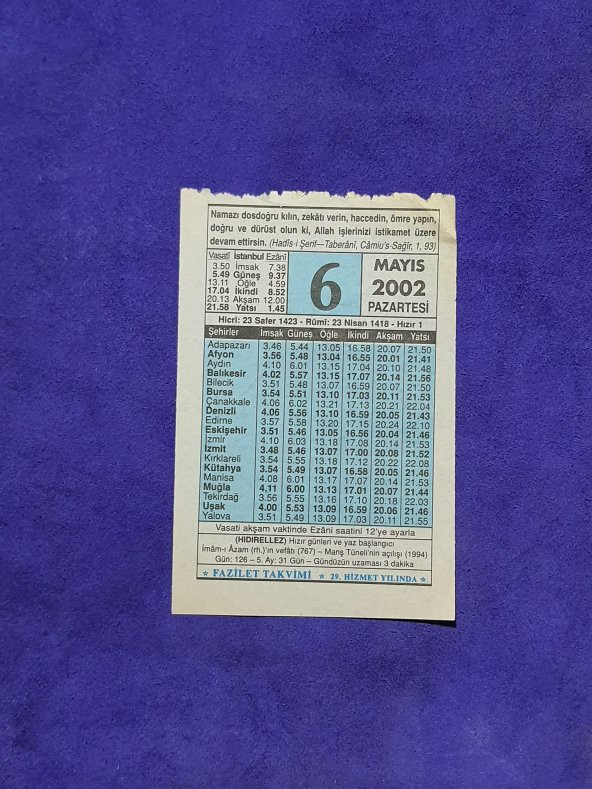 Namazı dosdoğru kılın, zekâtı verin, haccedin, ömre yapın,
doğru ve dürüst olun ki, Allah işlerinizi istikamet üzere
devam ettirsin. (Hadîs-i Şerif—Taberânî, Câmiu's-Sağîr, 1, 93)
Vasatî İstanbul Ezânî
3.50 İmsak 7.38
5.49 Güneş 9.37
13.11 Öğle 4.59
17.04 İkindi 8.52
20.13 Akşam 12.00
21.58 Yatsı 1.45
6
MAYIS
2002
PAZARTESİ
Hicrî: 23 Safer 1423 - Rûmî: 23 Nisan 1418 - Hızır 1
Şehirler İmsak Güneş Öğle İkindi Akşam Yatsı
Adapazarı 3.46 5.44 13.05 16.58 20.07 21.50
Afyon 3.56 5.48 13.04 16.55 20.01 21.41
Aydın 4.10 6.01 13.15 17.04 20.10 21.48
Balıkesir 4.02 5.57 13.15 17.07 20.14 21.56
Bilecik 3.51 5.48 13.07 16.59 20.07 21.50
Bursa 3.54 5.51 13.10 17.03 20.11 21.53
Çanakkale 4.06 6.02 13.21 17.13 20.21 22.04
Denizli 4.06 5.56 13.10 16.59 20.05 21.43
Edirne 3.57 5.58 13.20 17.15 20.24 22.10
Eskişehir 3.51 5.46 13.05 16.56 20.04 21.46
İzmir 4.10 6.03 13.18 17.08 20.14 21.53
İzmit 3.48 5.46 13.07 17.00 20.08 21.52
Kırklareli 3.54 5.55 13.18 17.12 20.22 22.08
Kütahya 3.54 5.49 13.07 16.58 20.05 21.46
Manisa 4.08 6.01 13.17 17.07 20.14 21.53
Muğla 4.11 6.00 13.13 17.01 20.07 21.44
Tekirdağ 3.56 5.55 13.16 17.10 20.18 22.03
Uşak 4.00 5.53 13.09 16.59 20.06 21.46
Yalova 3.51 5.49 13.09 17.03 20.11 21.55
Vasati akşam vaktinde Ezâni saatini 12'ye ayarla
(HIDIRELLEZ) Hızır günleri ve yaz başlangıcı
İmâm-ı Âzam (rh.)'ın vefâtı (767) – Manş Tüneli'nin açılışı (1994)
Gün: 126 – 5. Ay: 31 Gün – Gündüzün uzaması 3 dakika
★ FAZİLET TAKVİMİ ★ 29. HİZMET YILINDA ★